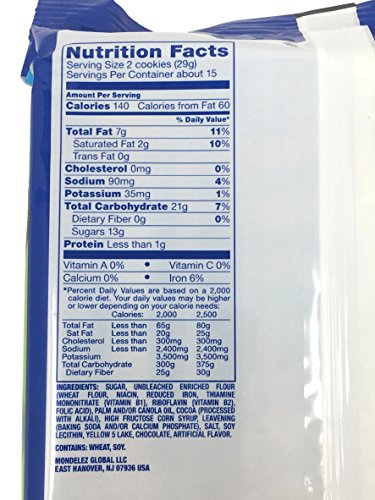 Nutrition Facts
Serving Size 2 cookies (29g)
Servings Per Container about 15
Amount Per Serving
Calories 140 Calories from Fat 60
% Daily Value*
Total Fat 7g 11%
Saturated Fat 2g 10%
Trans Fat 0g
Cholesterol 0mg 0%
Sodium 90mg 4%
Potassium 35mg 1%
Total Carbohydrate 21g 7%
Dietary Fiber 0g 0%
Sugars 13g
Protein Less than 1g
Vitamin A 0% • Vitamin C 0%
Calcium 0% • Iron 6%
*Percent Daily Values are based on a 2,000
calorie diet. Your daily values may be higher
or lower depending on your calorie needs:
Calories: 2,000 2,500
Total Fat Less than 65g 80g
Sat Fat Less than 20g 25g
Cholesterol Less than 300mg 300mg
Sodium Less than 2,400mg 2,400mg
Potassium 3,500mg 3,500mg
Total Carbohydrate 300g 375g
Dietary Fiber 25g 30g
INGREDIENTS: SUGAR, UNBLEACHED ENRICHED FLOUR
(WHEAT FLOUR, NIACIN, REDUCED IRON, THIAMINE
MONONITRATE {VITAMIN B1}, RIBOFLAVIN {VITAMIN B2},
FOLIC ACID), PALM AND/OR CANOLA OIL, COCOA (PROCESSED
WITH ALKALI), HIGH FRUCTOSE CORN SYRUP, LEAVENING
(BAKING SODA AND/OR CALCIUM PHOSPHATE), SALT, SOY
LECITHIN, YELLOW 5 LAKE, CHOCOLATE, ARTIFICIAL FLAVOR.
CONTAINS: WHEAT, SOY.
MONDELEZ GLOBAL LLC
EAST HANOVER, NJ 07936 USA